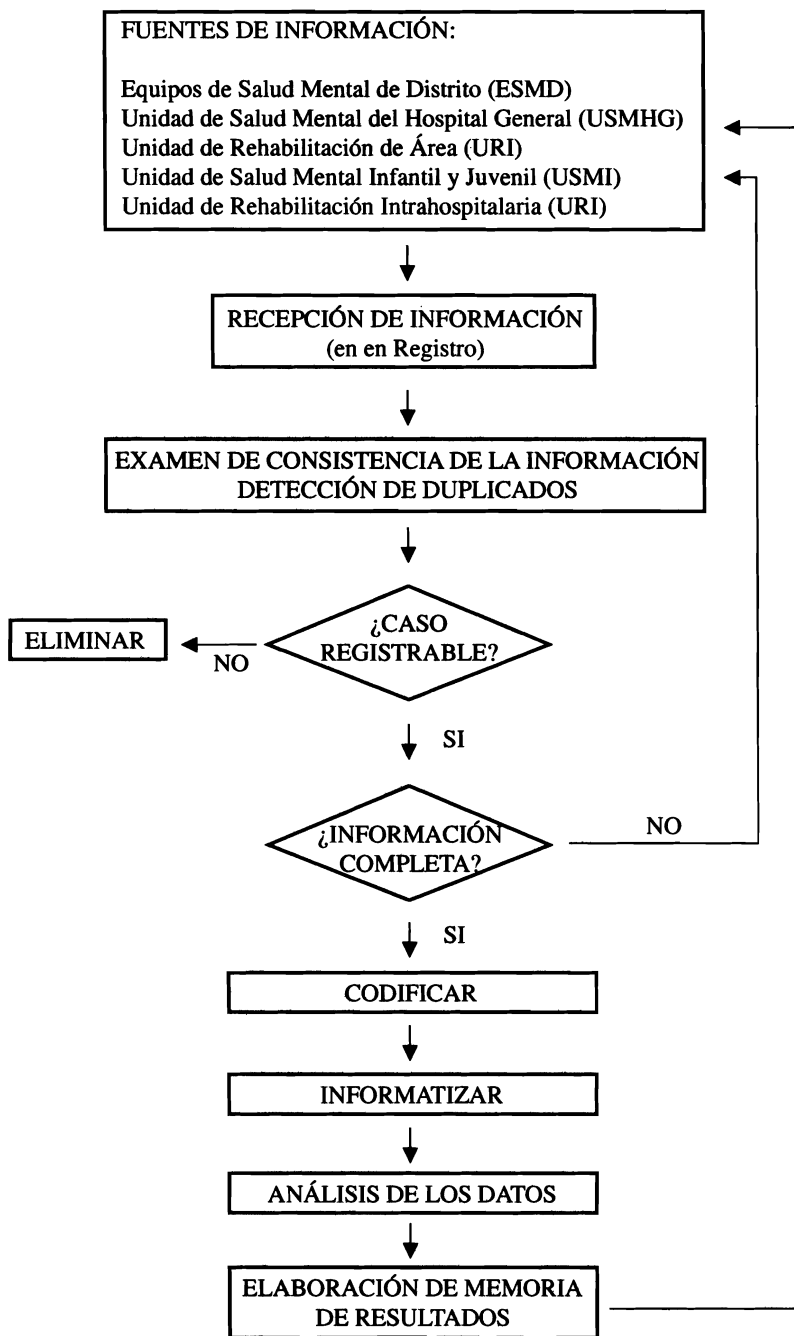 FUENTES DE INFORMACIÓN:
Equipos de Salud Mental de Distrito (ESMD)
Unidad de Salud Mental del Hospital General (USMHG)
Unidad de Rehabilitación de Área (URI)
Unidad de Salud Mental Infantil y Juvenil (USMI)
Unidad de Rehabilitación Intrahospitalaria (URI)
RECEPCIÓN DE INFORMACIÓN
(en en Registro)
EXAMEN DE CONSISTENCIA DE LA INFORMACIÓN
DETECCIÓN DE DUPLICADOS
¿CASO
REGISTRABLE?
NO
ELIMINAR
SI
¿INFORMACIÓN
COMPLETA?
NO
SI
CODIFICAR
INFORMATIZAR
ANÁLISIS DE LOS DATOS
ELABORACIÓN DE MEMORIA
DE RESULTADOS